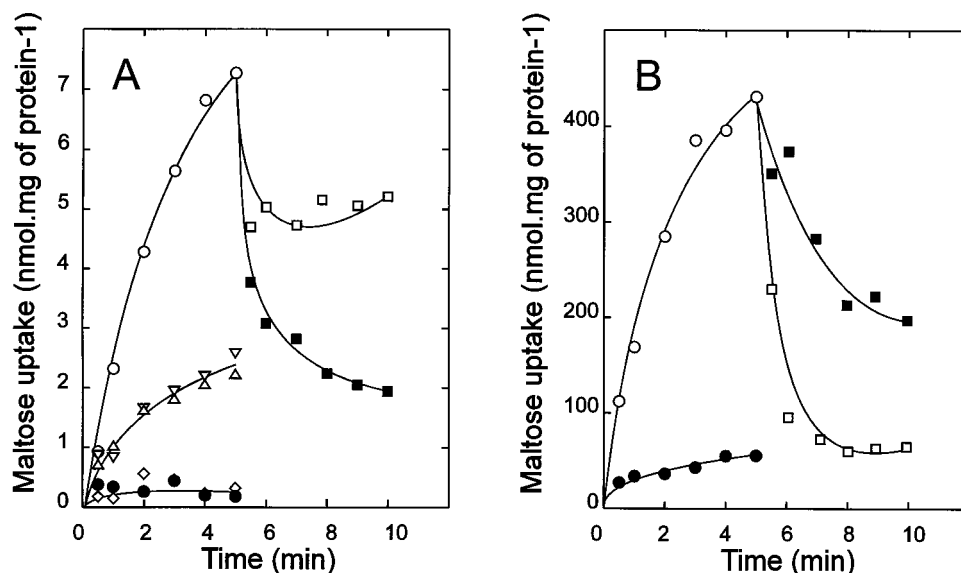 A
Maltose uptake (nmol.mg of protein-1)
7
6
5
4
3
2
1
0
0 2 4 6 8 10
Time (min)
B
Maltose uptake (nmol.mg of protein-1)
400
300
200
100
0
0 2 4 6 8 10
Time (min)